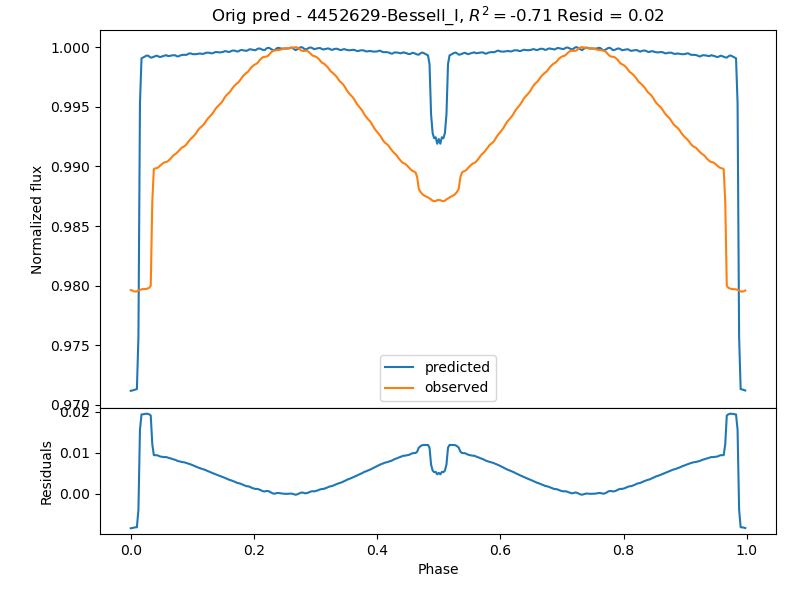 Orig pred - 4452629-Bessell_I, R² = -0.71 Resid = 0.02
Normalized flux
1.000
0.995
0.990
0.985
0.980
0.975
0.970
predicted
observed
Residuals
0.02
0.01
0.00
0.0
0.2
0.4
0.6
0.8
1.0
Phase